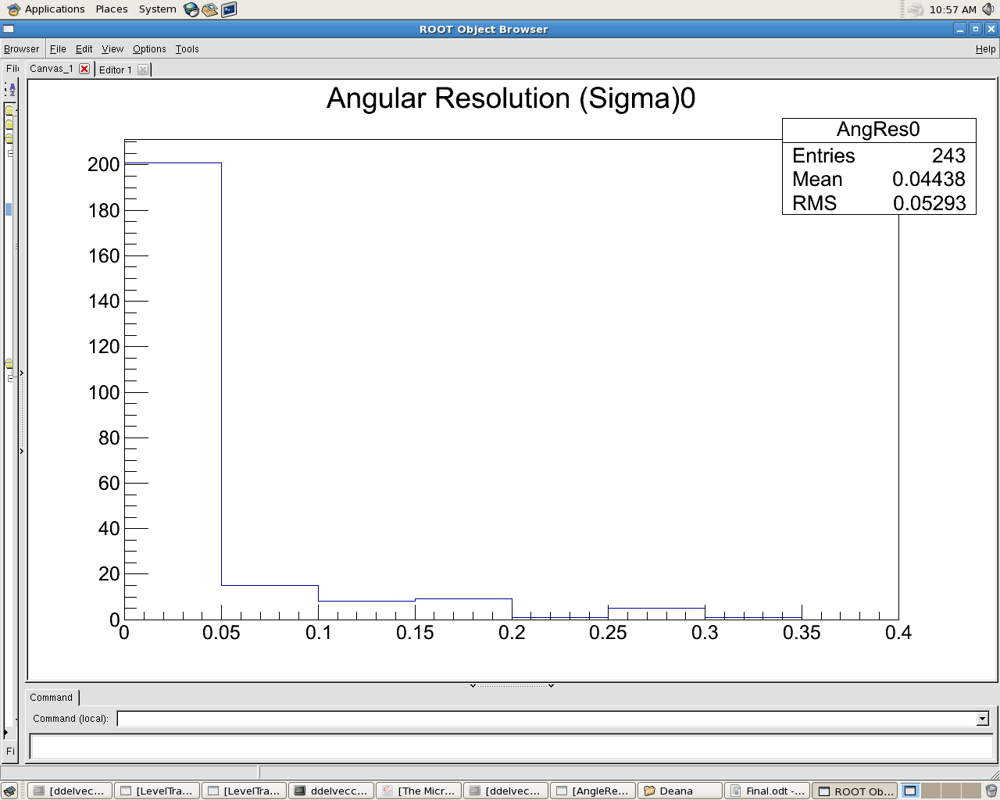 Applications Places System 10:57 AM
ROOT Object Browser
Browser File Edit View Options Tools Help
Canvas_1 Editor 1
Angular Resolution (Sigma)0
AngRes0
Entries 243
Mean 0.04438
RMS 0.05293
200
180
160
140
120
100
80
60
40
20
0
0 0.05 0.1 0.15 0.2 0.25 0.3 0.35 0.4
Command
Command (local):
Fi
[ddelvec... [LevelTra... [LevelTra... ddelvecc... [The Micr... [ddelvec... [AngleRe... Deana Final.odt -... ROOT Ob...